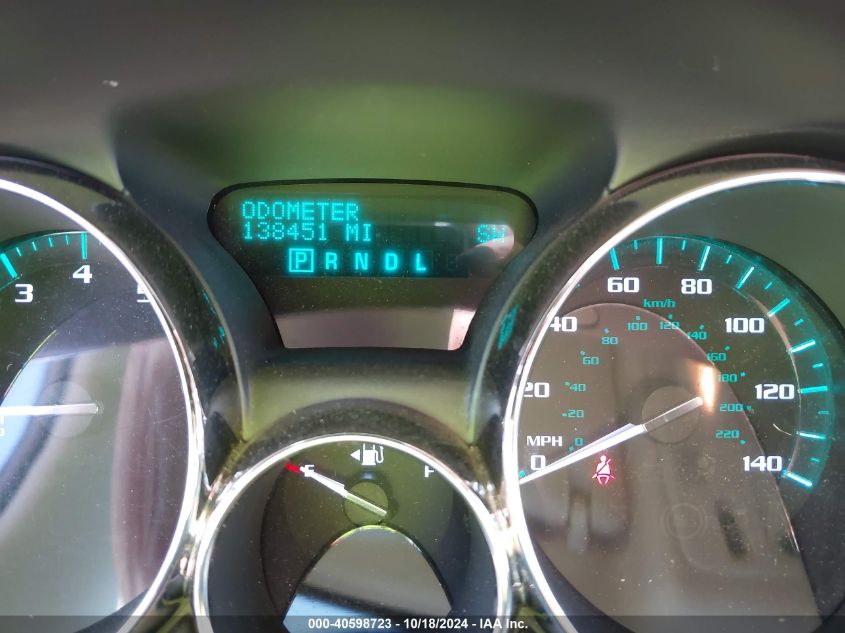 ODOMETER
138451 MI SW
P R N D L
3 4 5
0 20 40 60 80 100 120 140
MPH
km/h
0 20 40 60 80 100 120 140 160 180 200 220
E F
000-40598723 - 10/18/2024 - IAA Inc.